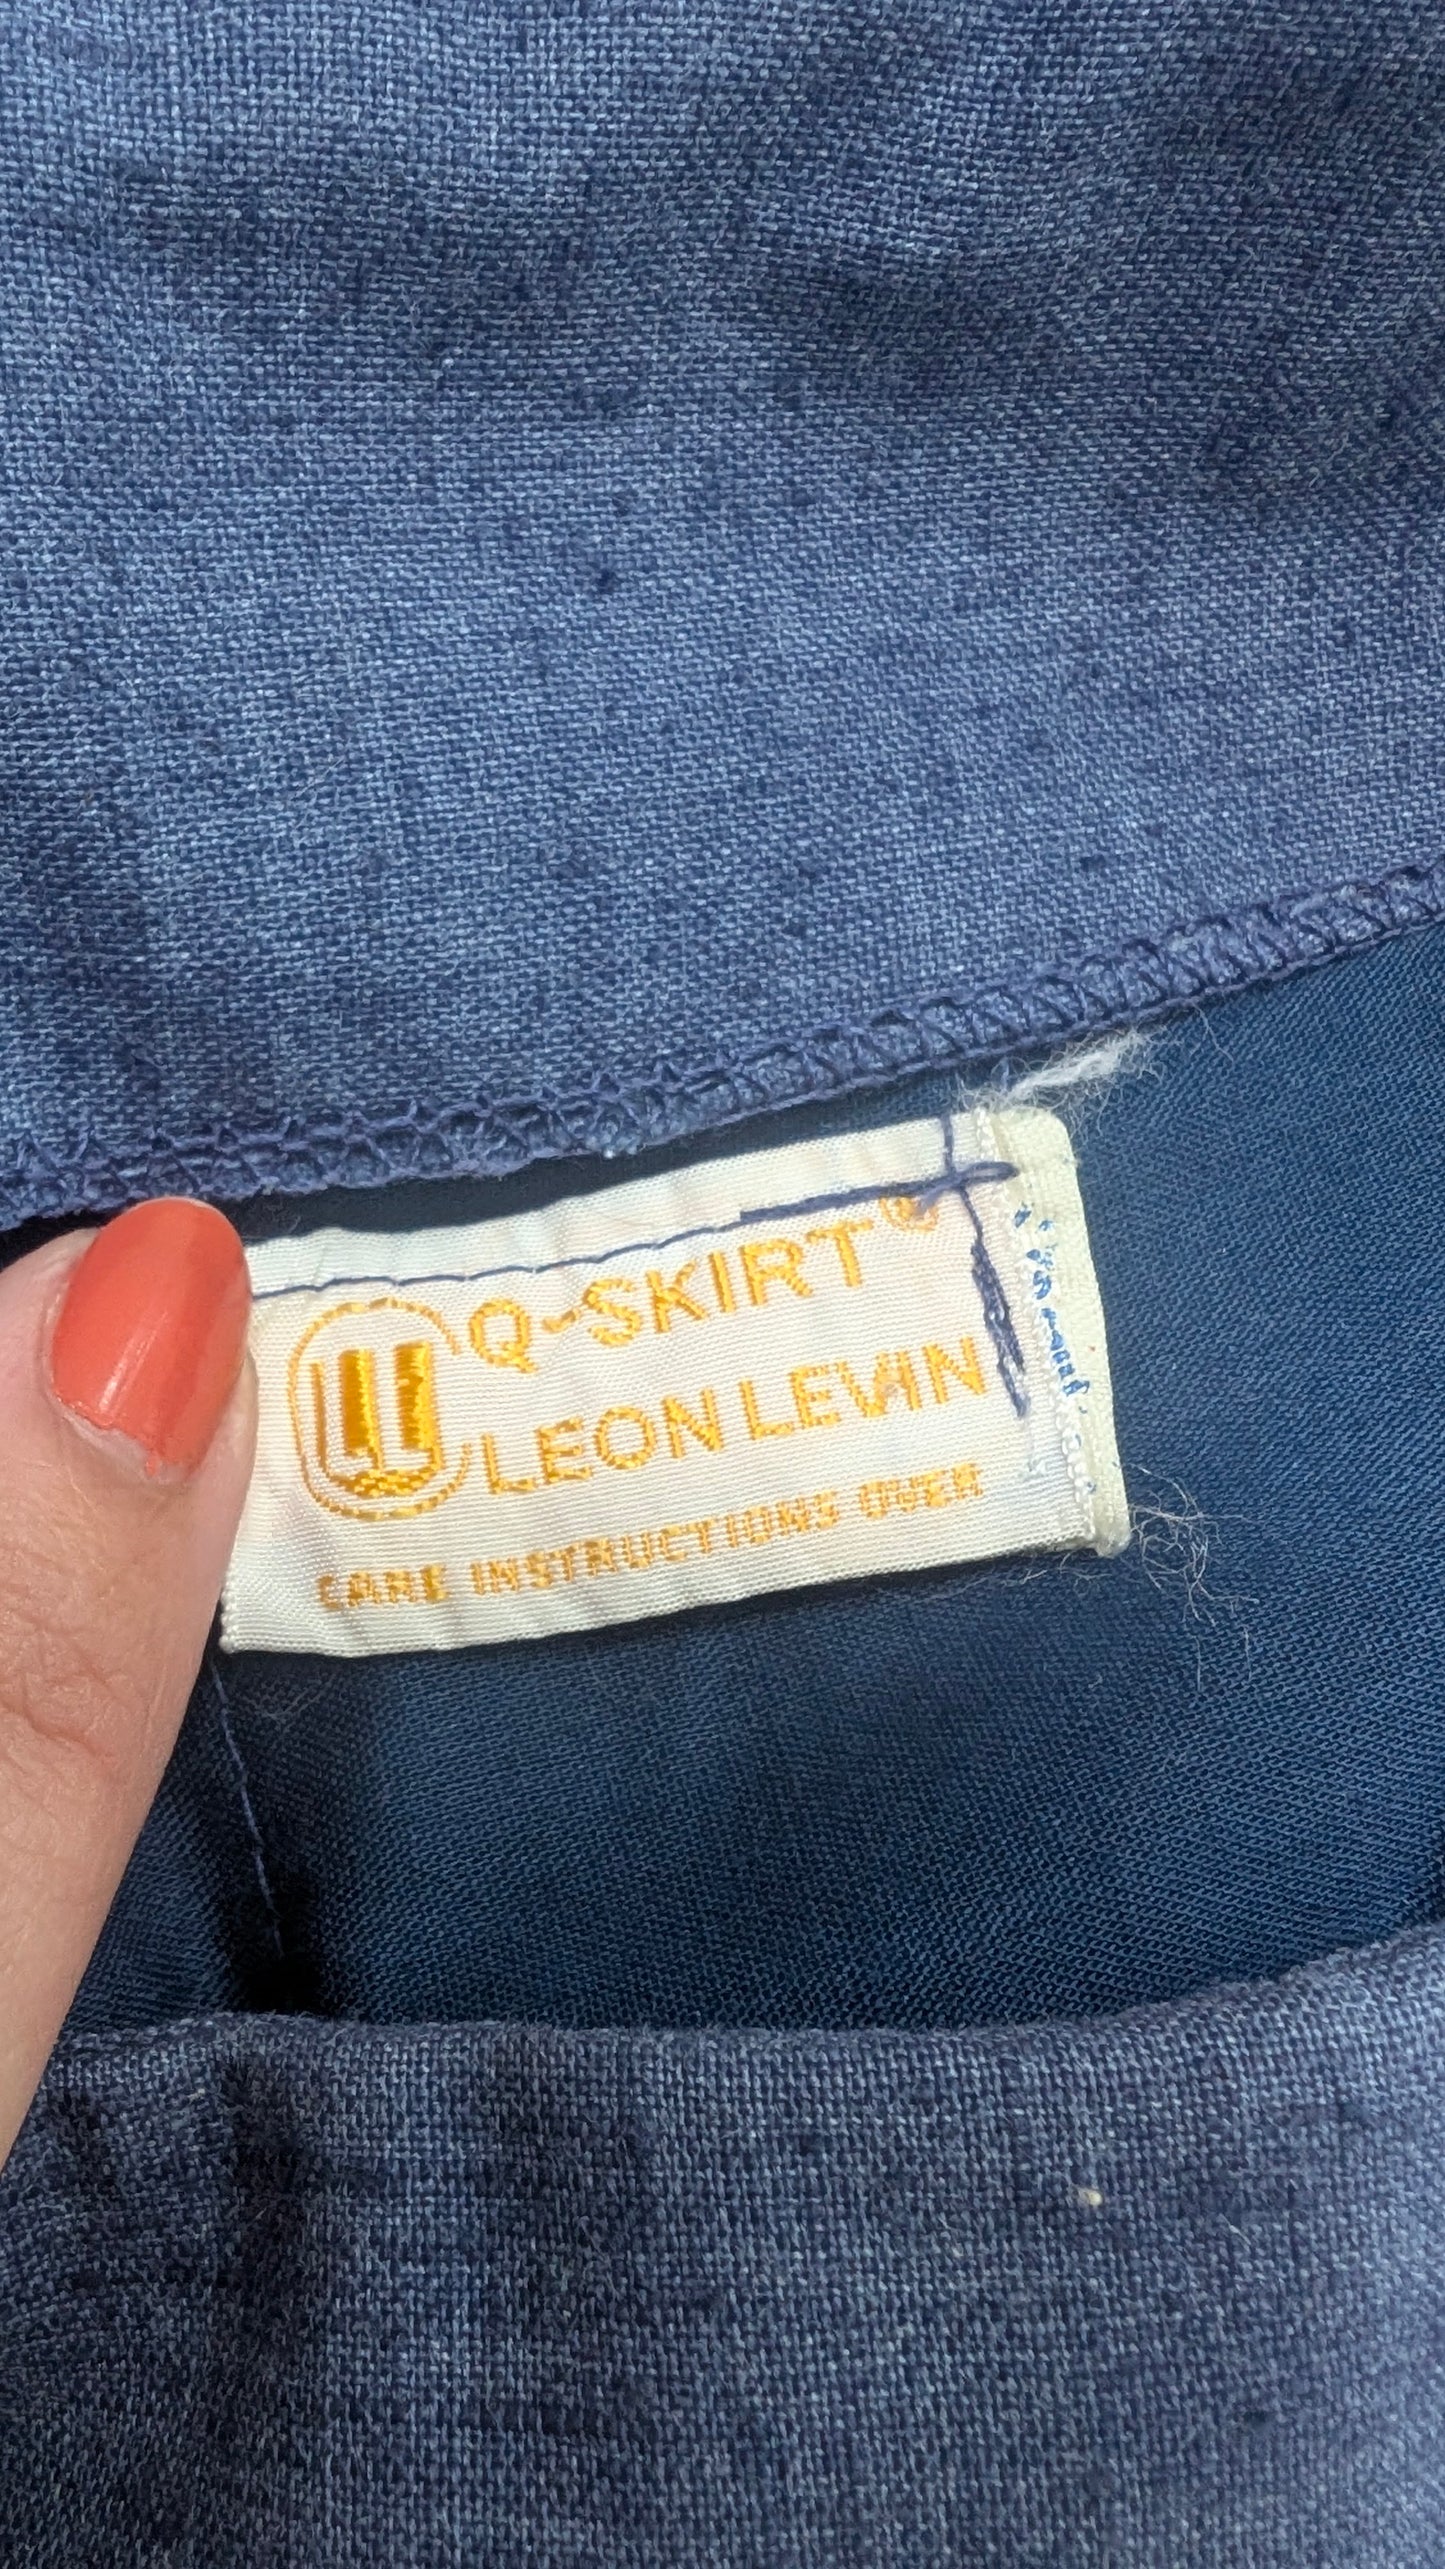 Q-SKIRT®
LEON LEVIN
CARE INSTRUCTIONS OVER